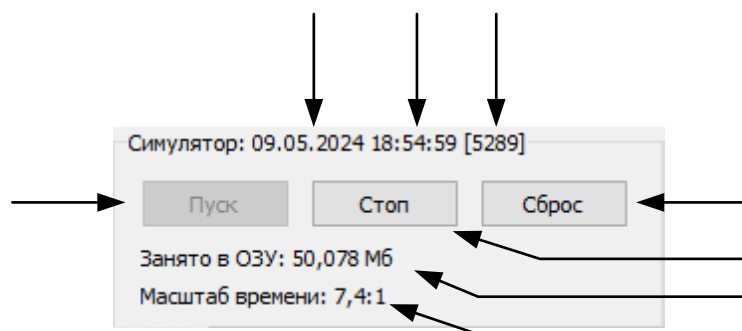 Симулятор: 09.05.2024 18:54:59 [5289]
Пуск Стоп Сброс
Занято в ОЗУ: 50,078 Мб
Масштаб времени: 7,4:1